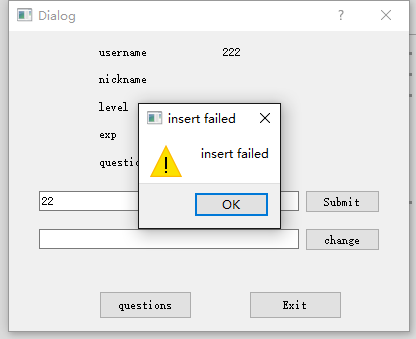 Dialog
?
username 222
nickname
level
exp
insert failed
insert failed
OK
22
Submit
change
questions
Exit